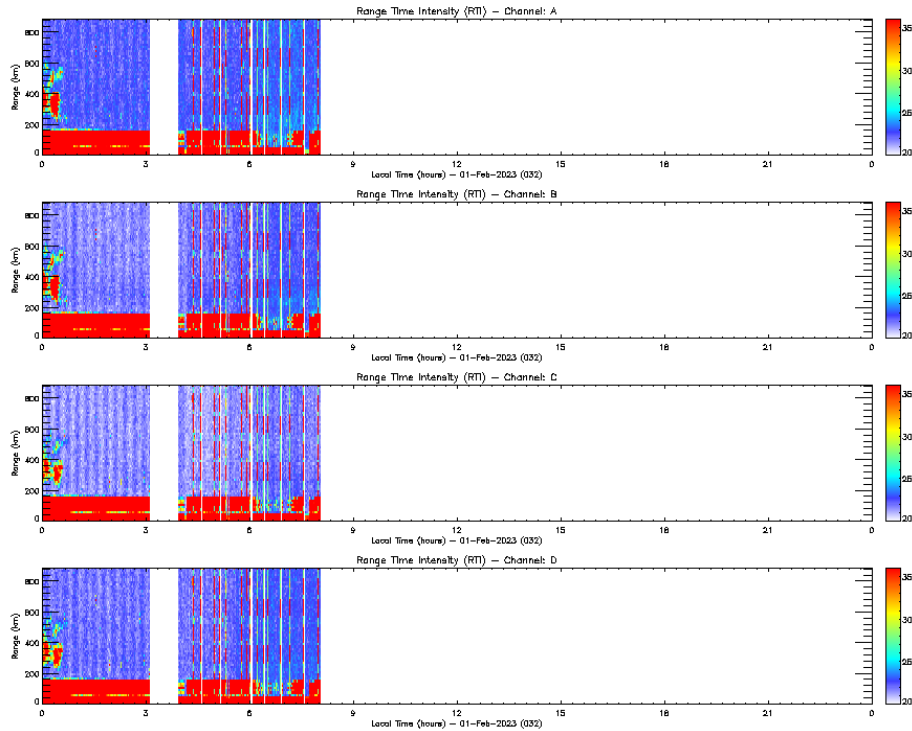 Range Time Intensity (RTI) – Channel: A
Range (km)
800
600
400
200
0
0 3 6 9 12 15 18 21 0
Local Time (hours) – 01-Feb-2023 (032)
35
30
25
20
Range Time Intensity (RTI) – Channel: B
Range (km)
800
600
400
200
0
0 3 6 9 12 15 18 21 0
Local Time (hours) – 01-Feb-2023 (032)
35
30
25
20
Range Time Intensity (RTI) – Channel: C
Range (km)
800
600
400
200
0
0 3 6 9 12 15 18 21 0
Local Time (hours) – 01-Feb-2023 (032)
35
30
25
20
Range Time Intensity (RTI) – Channel: D
Range (km)
800
600
400
200
0
0 3 6 9 12 15 18 21 0
Local Time (hours) – 01-Feb-2023 (032)
35
30
25
20